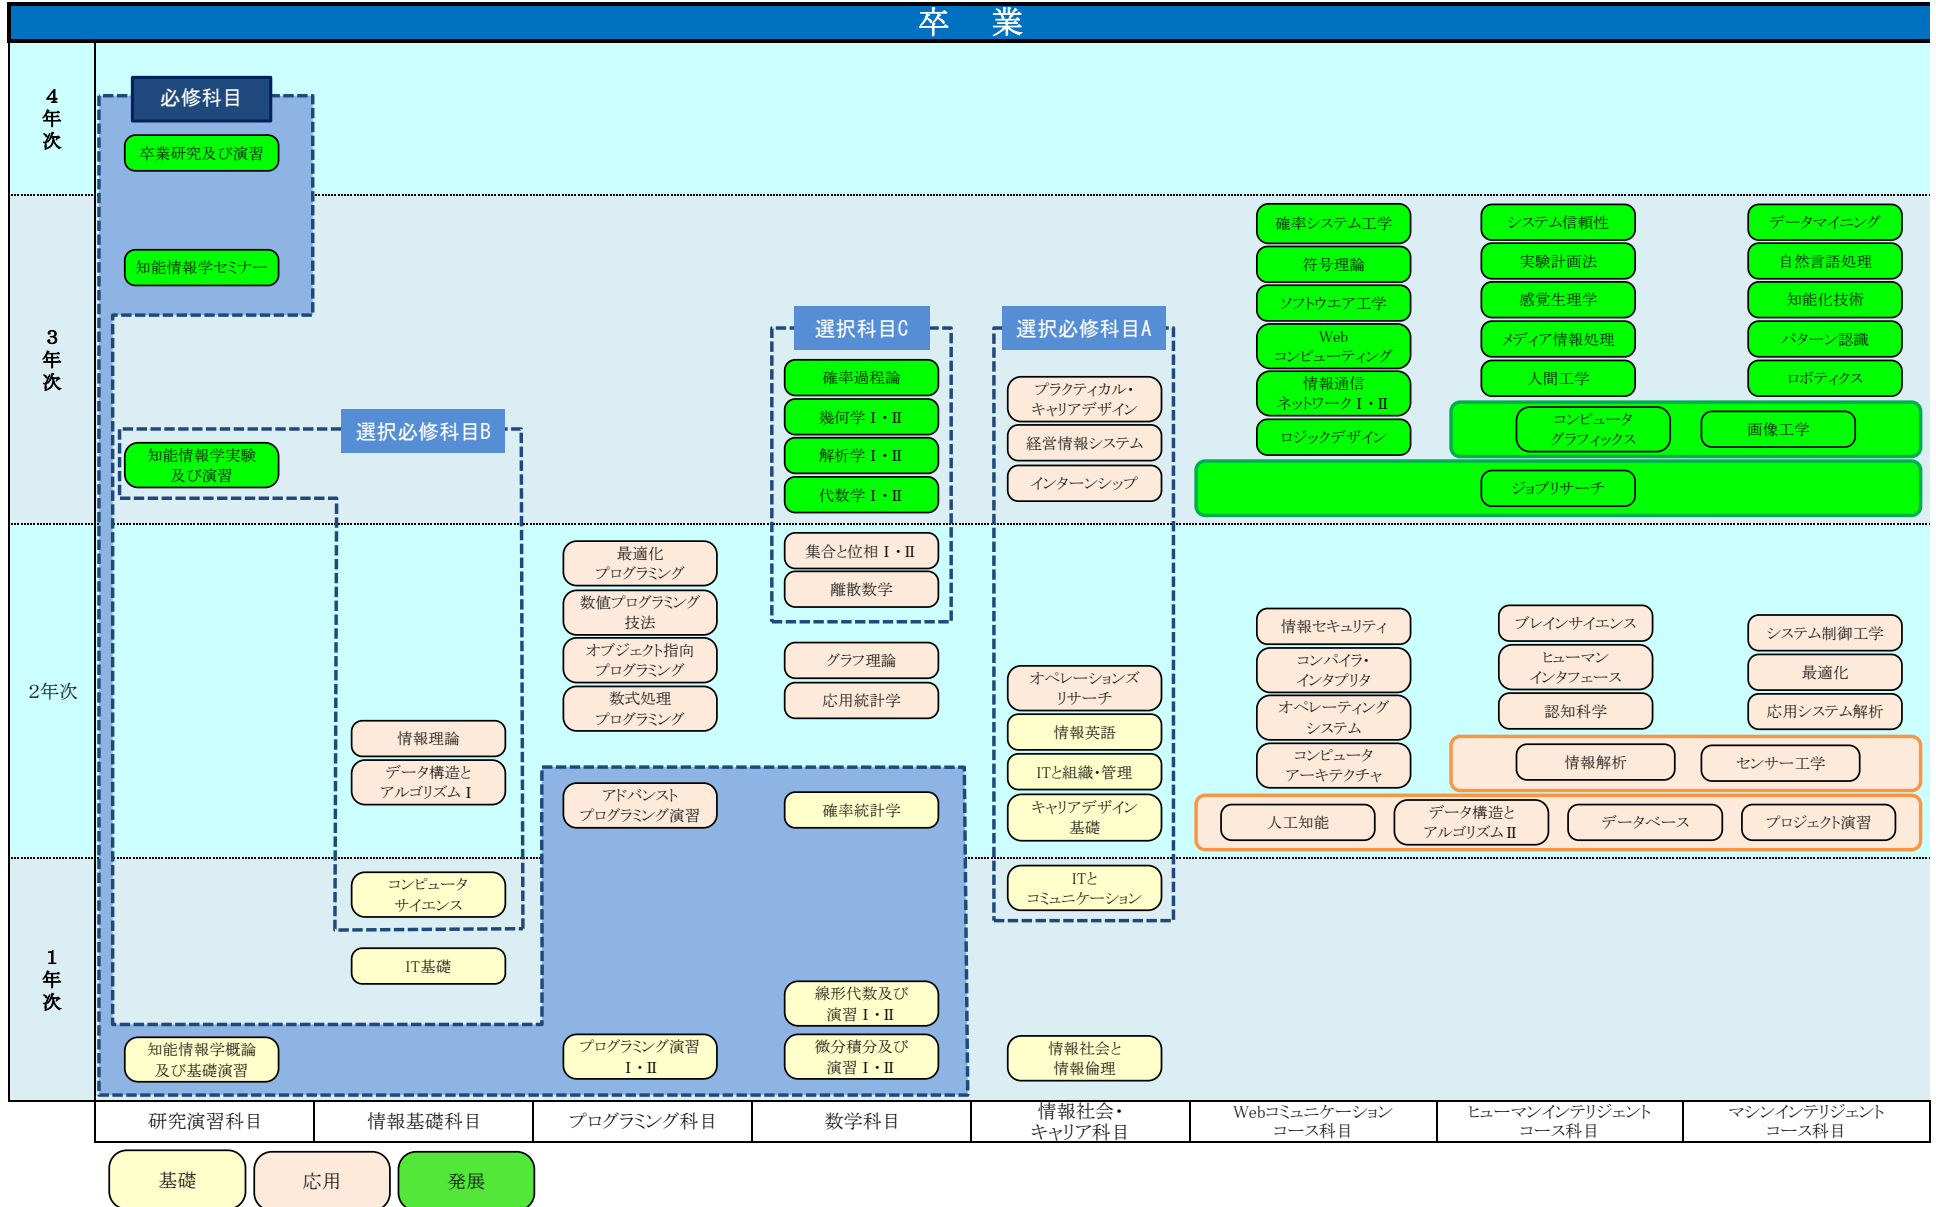 卒 業
4
年
次
必修科目
卒業研究及び演習
3
年
次
知能情報学セミナー
選択必修科目B
知能情報学実験
及び演習
選択科目C
確率過程論
幾何学Ⅰ・Ⅱ
解析学Ⅰ・Ⅱ
代数学Ⅰ・Ⅱ
選択必修科目A
プラクティカル・
キャリアデザイン
経営情報システム
インターンシップ
確率システム工学
符号理論
ソフトウエア工学
Web
コンピューティング
情報通信
ネットワークⅠ・Ⅱ
ロジックデザイン
システム信頼性
実験計画法
感覚生理学
メディア情報処理
人間工学
データマイニング
自然言語処理
知能化技術
パターン認識
ロボティクス
コンピュータ
グラフィックス
画像工学
ジョブリサーチ
2年次
情報理論
データ構造と
アルゴリズムⅠ
最適化
プログラミング
数値プログラミング
技法
オブジェクト指向
プログラミング
数式処理
プログラミング
アドバンスト
プログラミング演習
集合と位相Ⅰ・Ⅱ
離散数学
グラフ理論
応用統計学
確率統計学
オペレーションズ
リサーチ
情報英語
ITと組織・管理
キャリアデザイン
基礎
情報セキュリティ
コンパイラ・
インタプリタ
オペレーティング
システム
コンピュータ
アーキテクチャ
ブレインサイエンス
ヒューマン
インタフェース
認知科学
システム制御工学
最適化
応用システム解析
情報解析
センサー工学
人工知能
データ構造と
アルゴリズムⅡ
データベース
プロジェクト演習
1
年
次
コンピュータ
サイエンス
IT基礎
ITと
コミュニケーション
線形代数及び
演習Ⅰ・Ⅱ
知能情報学概論
及び基礎演習
プログラミング演習
Ⅰ・Ⅱ
微分積分及び
演習Ⅰ・Ⅱ
情報社会と
情報倫理
研究演習科目
情報基礎科目
プログラミング科目
数学科目
情報社会・
キャリア科目
Webコミュニケーション
コース科目
ヒューマンインテリジェント
コース科目
マシンインテリジェント
コース科目
基礎
応用
発展